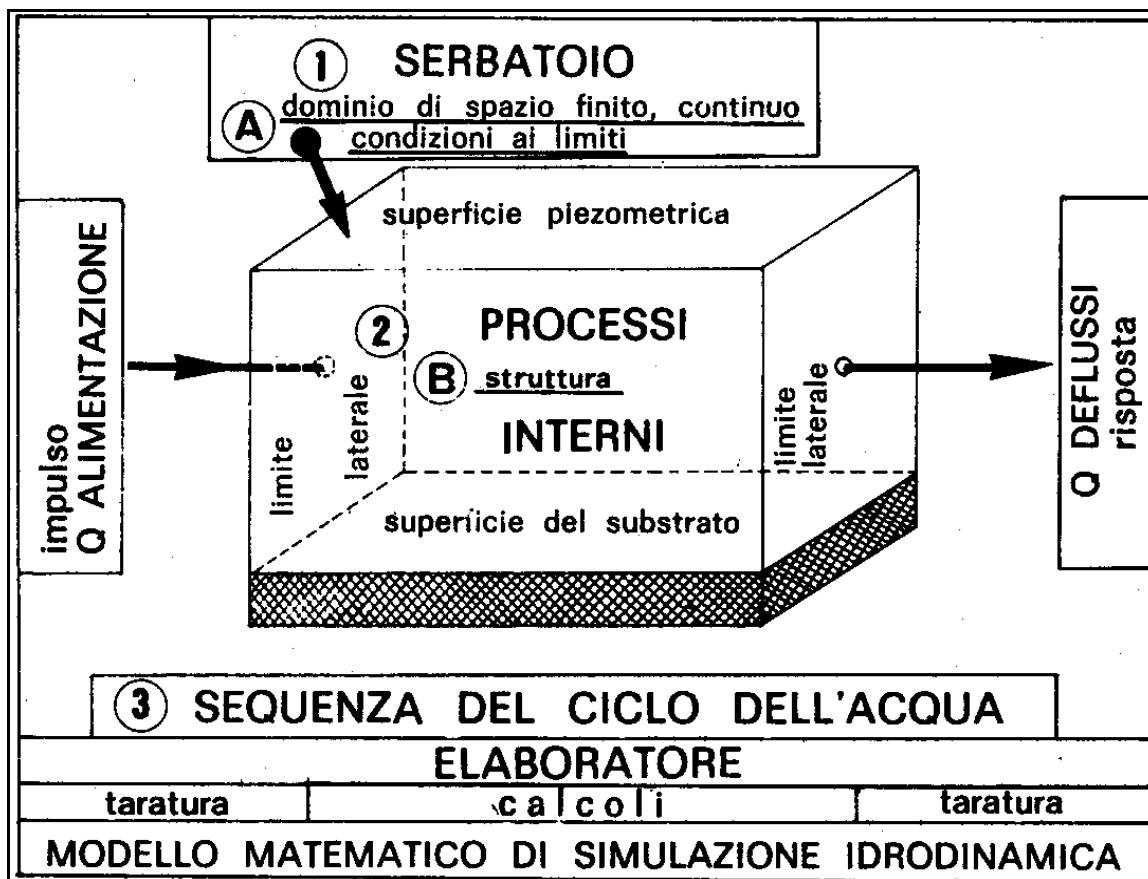 1 SERBATOIO
A dominio di spazio finito, continuo
condizioni ai limiti
superficie piezometrica
impulso
Q ALIMENTAZIONE
2 PROCESSI
B struttura
INTERNI
limite
laterale
limite
laterale
superficie del substrato
Q DEFLUSSI
risposta
3 SEQUENZA DEL CICLO DELL'ACQUA
ELABORATORE
taratura calcoli taratura
MODELLO MATEMATICO DI SIMULAZIONE IDRODINAMICA